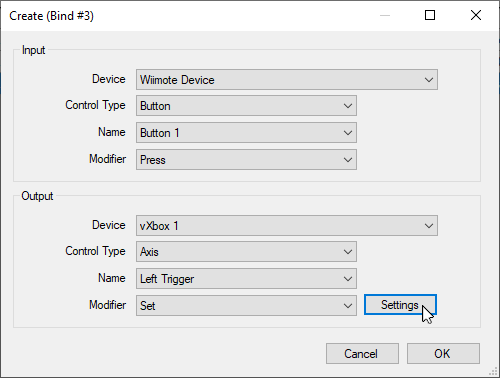 Create (Bind #3)
Input
Device Wiimote Device
Control Type Button
Name Button 1
Modifier Press
Output
Device vXbox 1
Control Type Axis
Name Left Trigger
Modifier Set Settings
Cancel OK